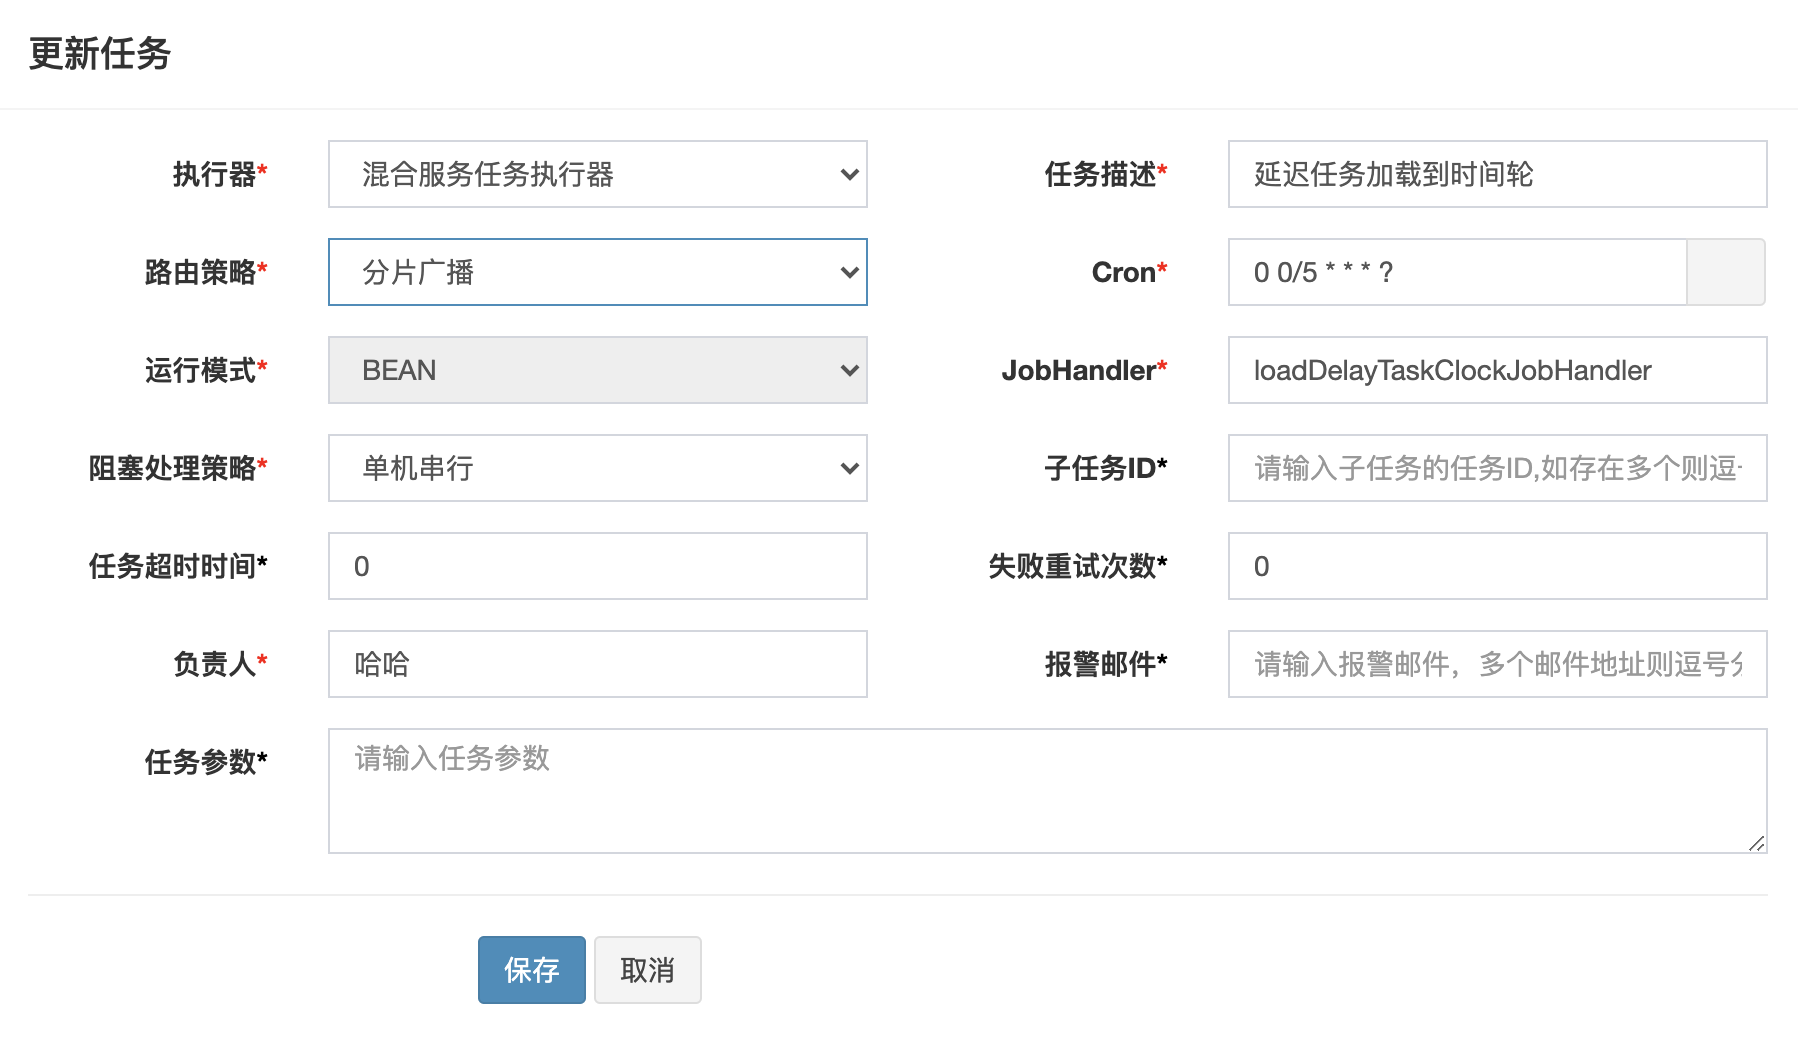 更新任务
执行器* 混合服务任务执行器 任务描述* 延迟任务加载到时间轮
路由策略* 分片广播 Cron* 0 0/5 * * * ?
运行模式* BEAN JobHandler* loadDelayTaskClockJobHandler
阻塞处理策略* 单机串行 子任务ID* 请输入子任务的任务ID,如存在多个则逗
任务超时时间* 0 失败重试次数* 0
负责人* 哈哈 报警邮件* 请输入报警邮件，多个邮件地址则逗号分
任务参数* 请输入任务参数
保存 取消